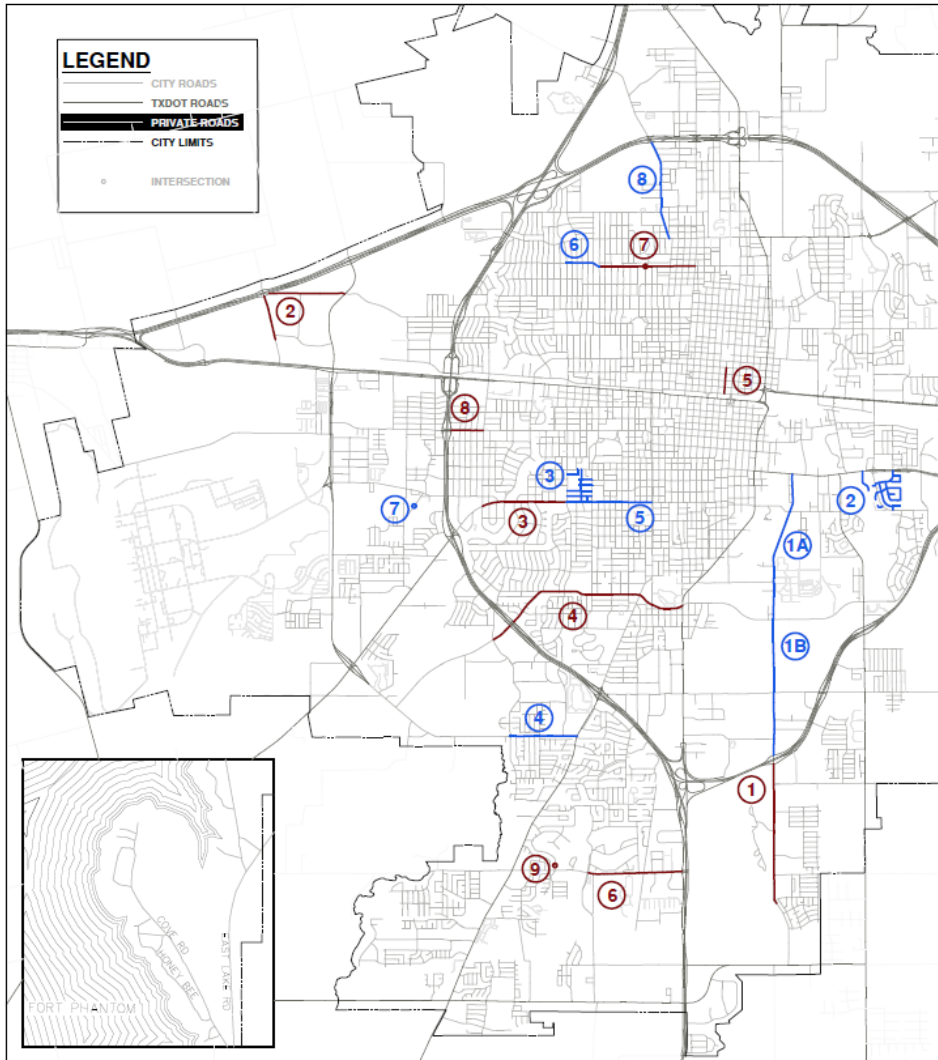 LEGEND
CITY ROADS
TXDOT ROADS
PRIVATE ROADS
CITY LIMITS
INTERSECTION
8
6
7
2
5
8
3
7
3
5
2
1A
4
1B
4
1
9
6
COVE RD
HONEY BEE
EAST LAKE RD
FORT PHANTOM